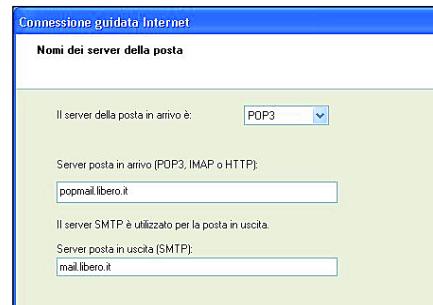 Connessione guidata Internet
Nomi dei server della posta
Il server della posta in arrivo è: POP3
Server posta in arrivo (POP3, IMAP o HTTP):
popmail.libero.it
Il server SMTP è utilizzato per la posta in uscita.
Server posta in uscita (SMTP):
mail.libero.it